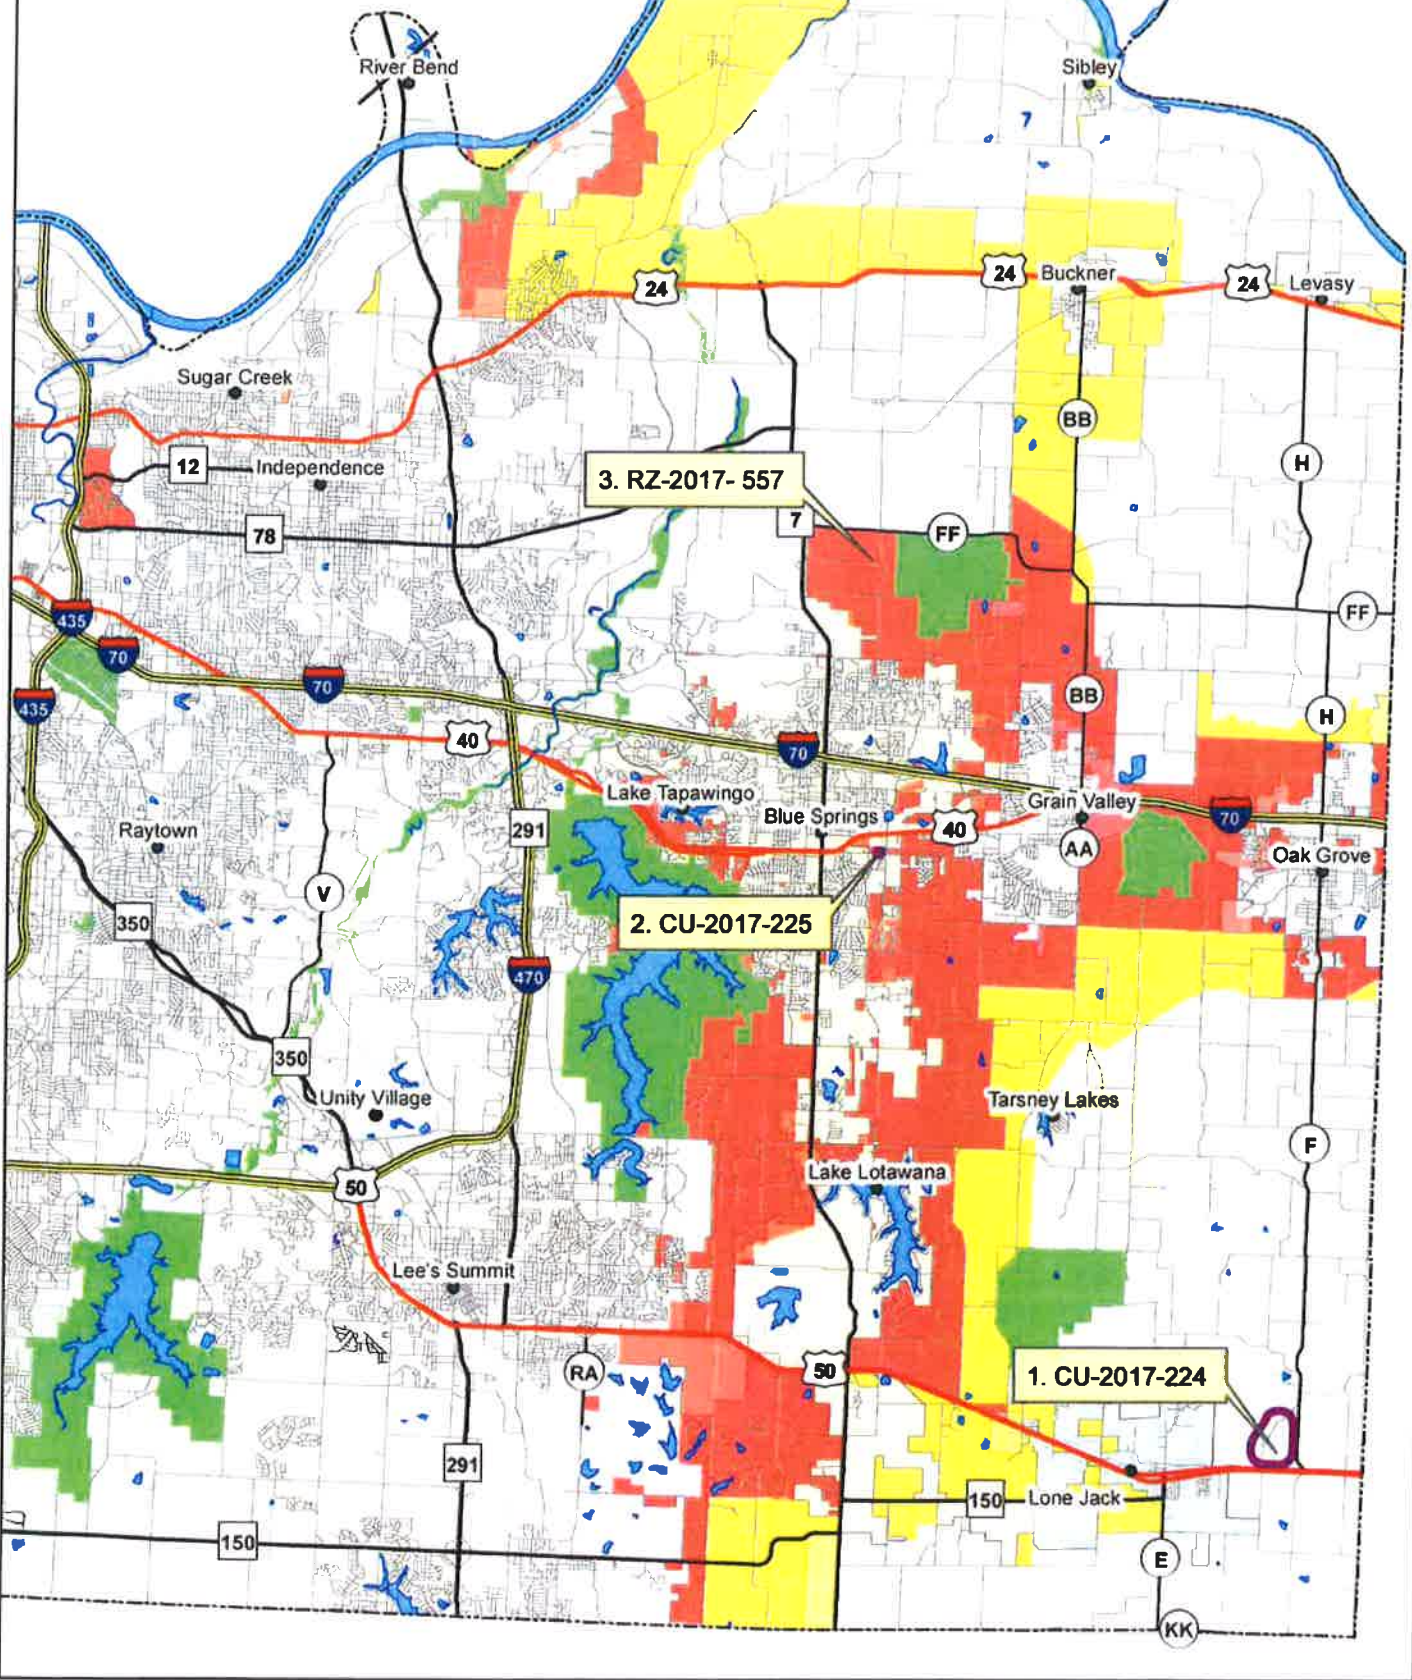 River Bend
Sibley
24
24
Buckner
24
Levasy
Sugar Creek
BB
12
Independence
H
3. RZ-2017- 557
7
78
FF
435
FF
70
70
BB
435
H
40
70
Lake Tapawingo
Grain Valley
Blue Springs
70
291
40
Raytown
AA
Oak Grove
V
350
2. CU-2017-225
470
350
Unity Village
Tarsney Lakes
F
Lake Lotawana
50
Lee's Summit
RA
50
1. CU-2017-224
291
150
Lone Jack
150
E
KK